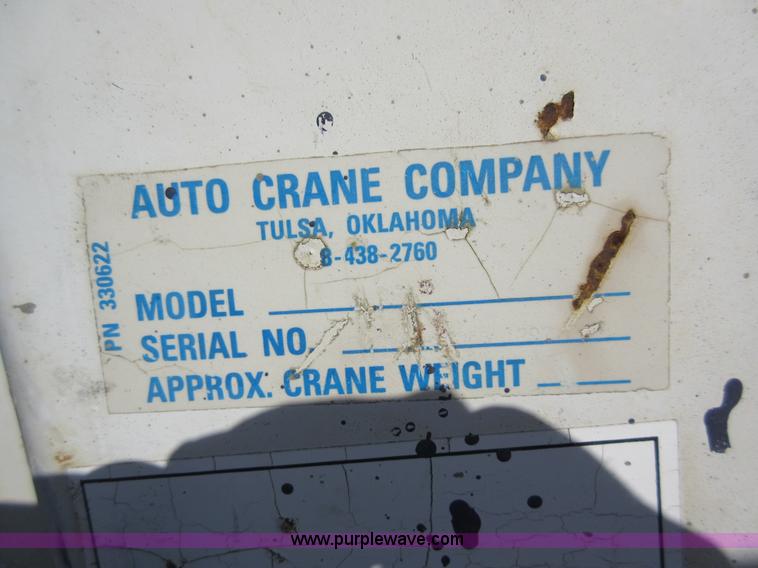 AUTO CRANE COMPANY
TULSA, OKLAHOMA
8-438-2760
PN 330622
MODEL
SERIAL NO.
APPROX. CRANE WEIGHT
www.purplewave.com